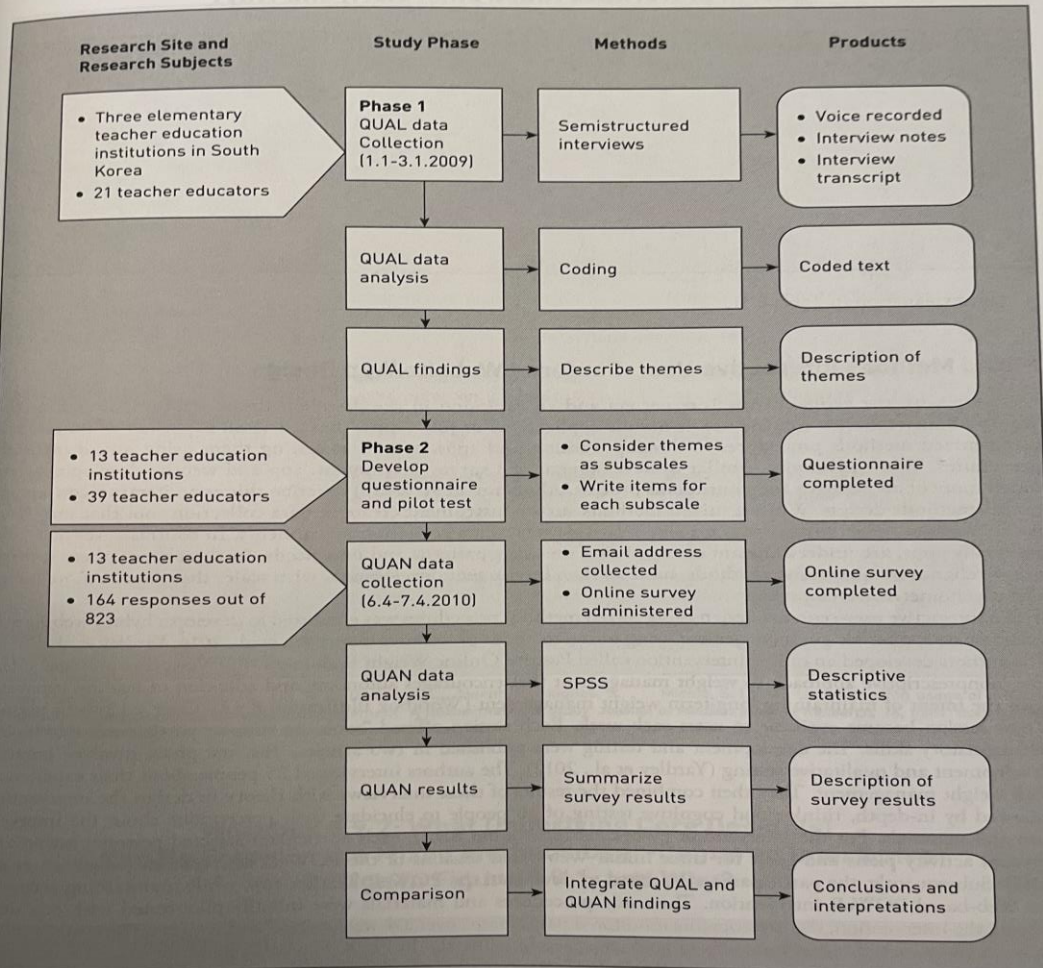 Research Site and
Research Subjects
Study Phase
Methods
Products
• Three elementary
teacher education
institutions in South
Korea
• 21 teacher educators
Phase 1
QUAL data
Collection
(1.1–3.1.2009)
Semistructured
interviews
• Voice recorded
• Interview notes
• Interview
transcript
QUAL data
analysis
Coding
Coded text
QUAL findings
Describe themes
Description of
themes
• 13 teacher education
institutions
• 39 teacher educators
Phase 2
Develop
questionnaire
and pilot test
• Consider themes
as subscales
• Write items for
each subscale
Questionnaire
completed
• 13 teacher education
institutions
• 164 responses out of
823
QUAN data
collection
(6.4–7.4.2010)
• Email address
collected
• Online survey
administered
Online survey
completed
QUAN data
analysis
SPSS
Descriptive
statistics
QUAN results
Summarize
survey results
Description of
survey results
Comparison
Integrate QUAL and
QUAN findings
Conclusions and
interpretations